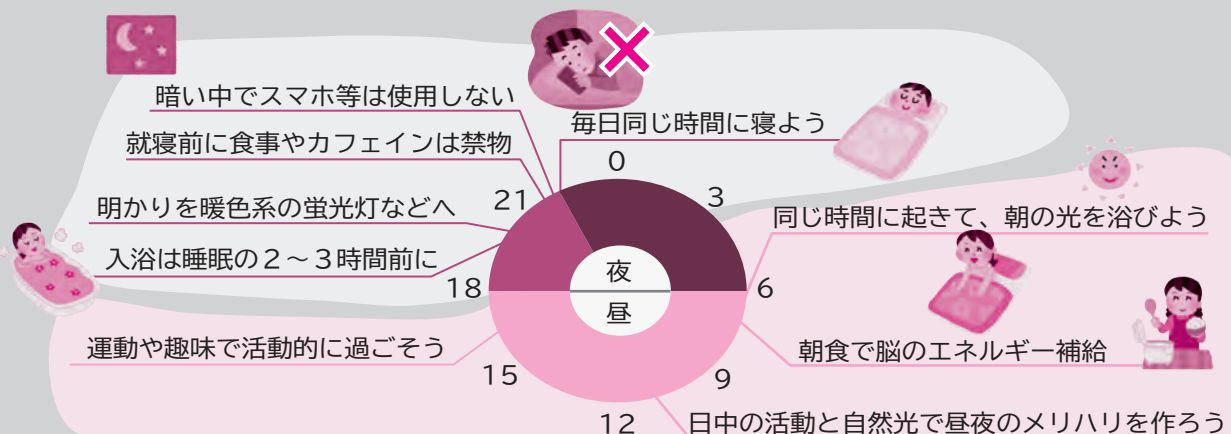 暗い中でスマホ等は使用しない
就寝前に食事やカフェインは禁物
明かりを暖色系の蛍光灯などへ
入浴は睡眠の２～３時間前に
運動や趣味で活動的に過ごそう
毎日同じ時間に寝よう
0
3
6
9
12
15
18
21
夜
昼
同じ時間に起きて、朝の光を浴びよう
朝食で脳のエネルギー補給
日中の活動と自然光で昼夜のメリハリを作ろう